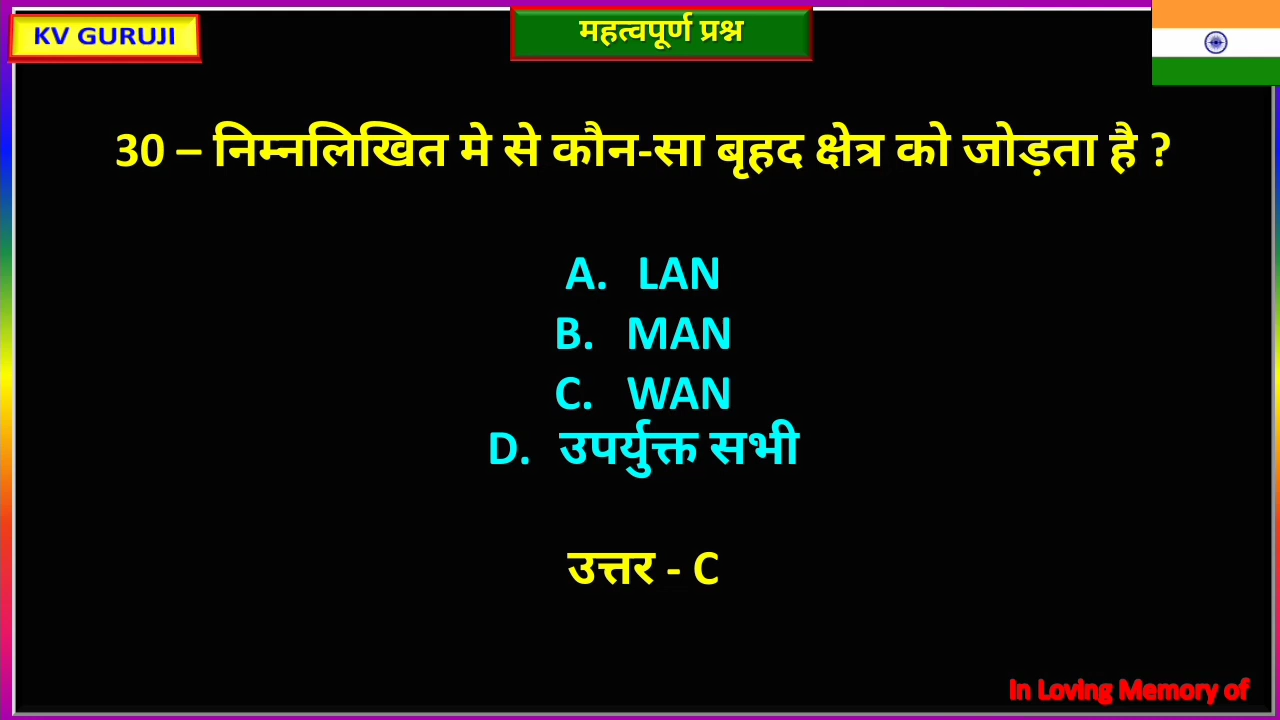 KV GURUJI
महत्वपूर्ण प्रश्न
30 – निम्नलिखित मे से कौन-सा बृहद क्षेत्र को जोड़ता है ?
A. LAN
B. MAN
C. WAN
D. उपर्युक्त सभी
उत्तर - C
In Loving Memory of